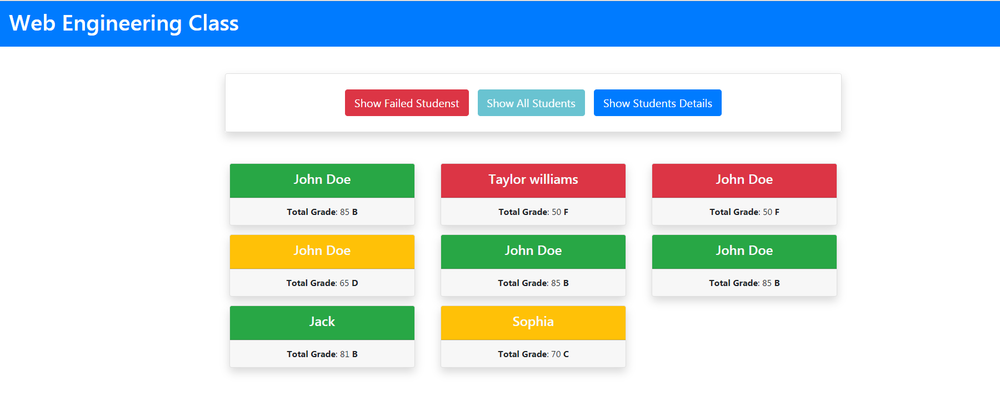 Web Engineering Class
Show Failed Studenst
Show All Students
Show Students Details
John Doe
Total Grade: 85 B
Taylor williams
Total Grade: 50 F
John Doe
Total Grade: 50 F
John Doe
Total Grade: 65 D
John Doe
Total Grade: 85 B
John Doe
Total Grade: 85 B
Jack
Total Grade: 81 B
Sophia
Total Grade: 70 C